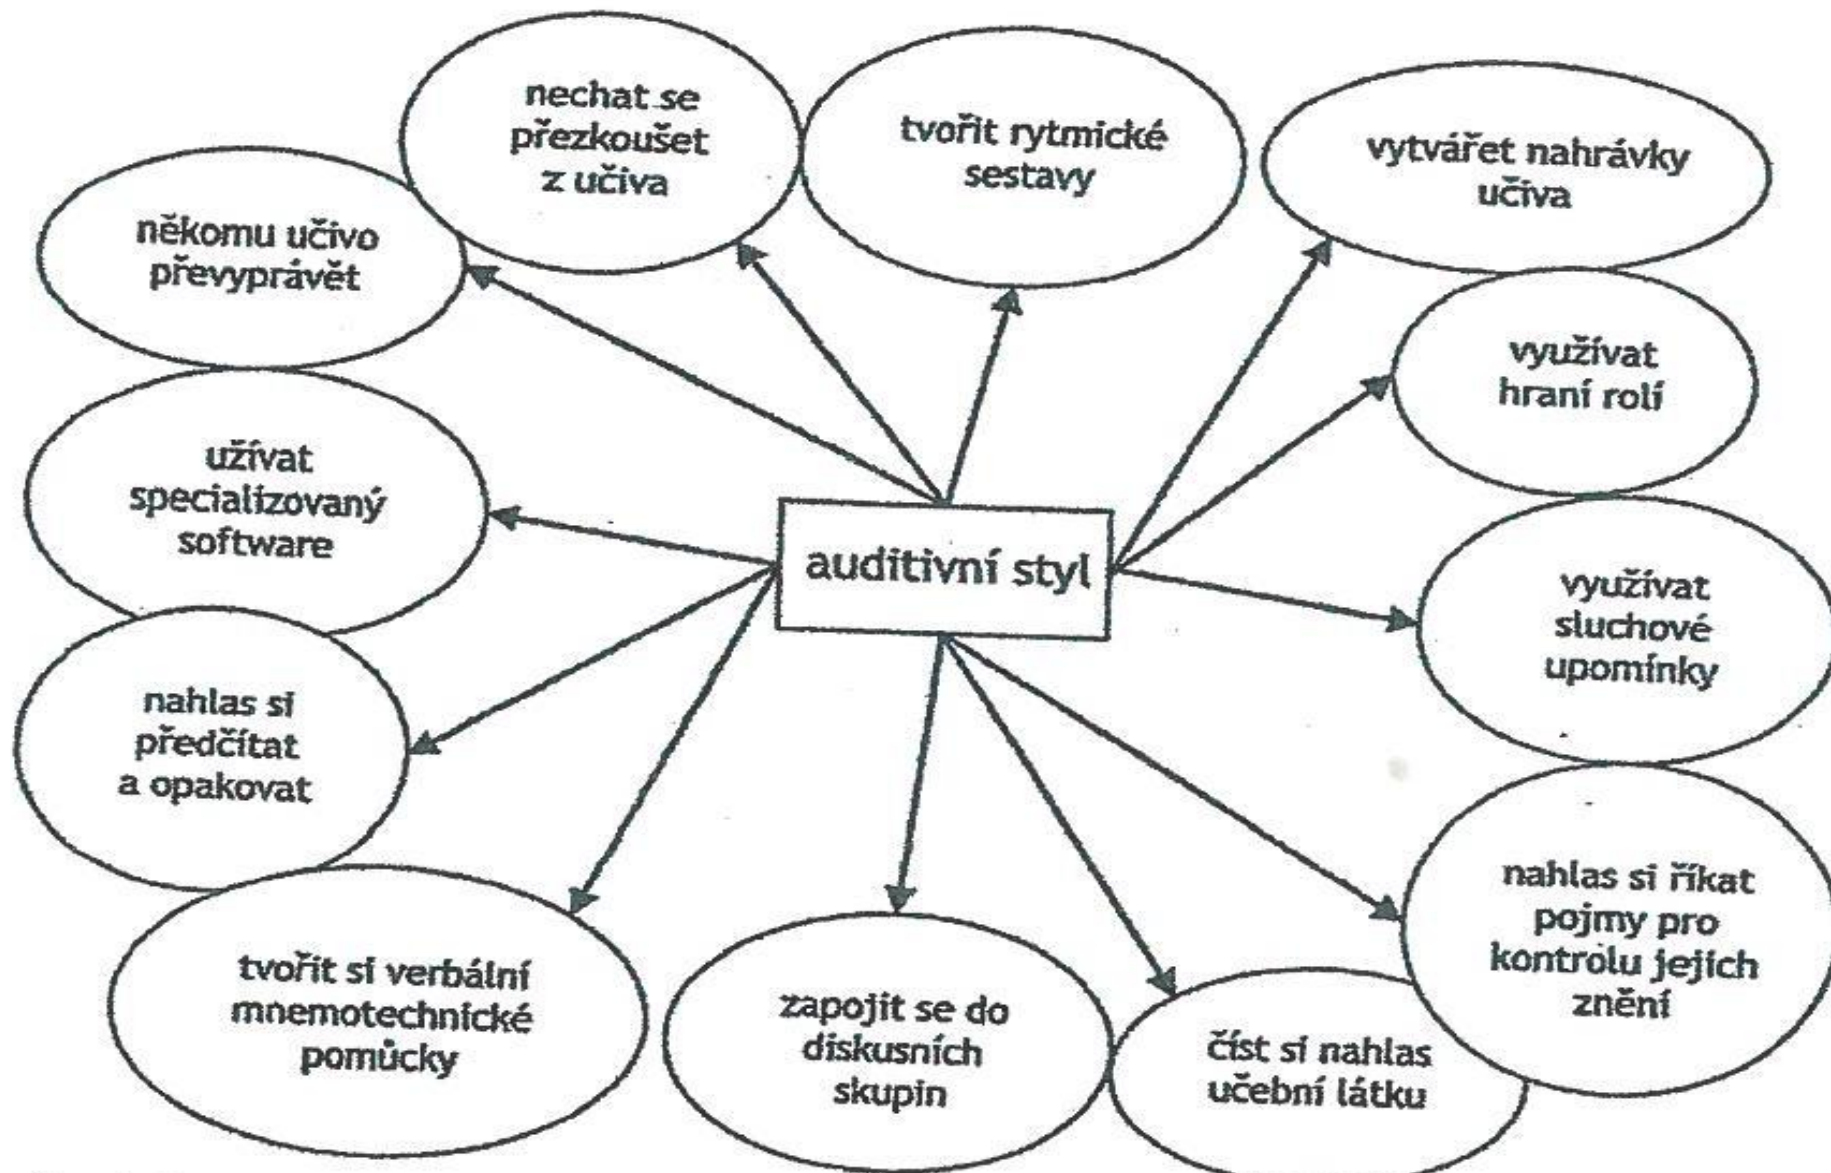 nechat se
přezkoušet
z učiva
tvořit rytmické
sestavy
vytvářet nahrávky
učiva
někomu učivo
převyprávět
využívat
hraní rolí
užívat
specializovaný
software
auditivní styl
využívat
sluchové
upomínky
nahlas si
předčítat
a opakovat
nahlas si říkat
pojmy pro
kontrolu jejich
znění
tvořit si verbální
mnemotechnické
pomůcky
zapojit se do
diskusních
skupin
číst si nahlas
učební látku